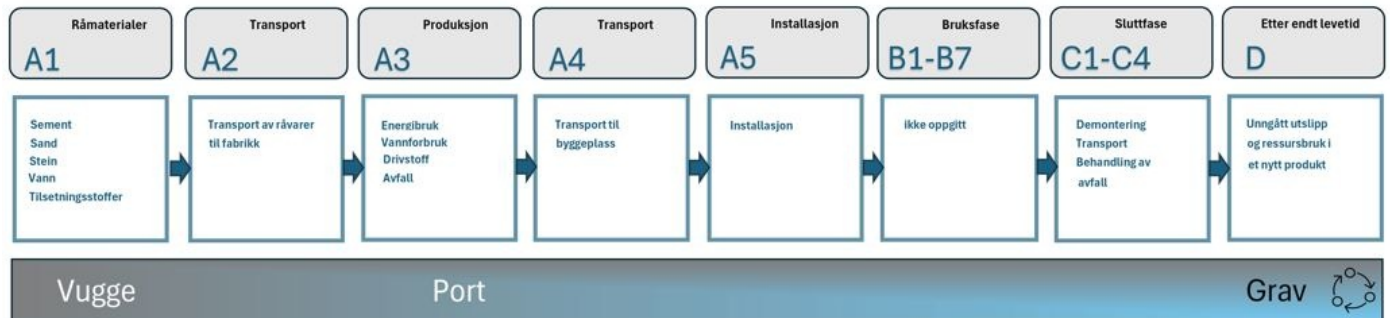 Råmaterialer
A1
Transport
A2
Produksjon
A3
Transport
A4
Installasjon
A5
Bruksfase
B1-B7
Sluttfase
C1-C4
Etter endt levetid
D
Sement
Sand
Stein
Vann
Tilsetningsstoffer
Transport av råvarer
til fabrikk
Energibruk
Vannforbruk
Drivstoff
Avfall
Transport til
byggeplass
Installasjon
ikke oppgitt
Demontering
Transport
Behandling av
avfall
Unngått utslipp
og ressursbruk i
et nytt produkt
Vugge
Port
Grav